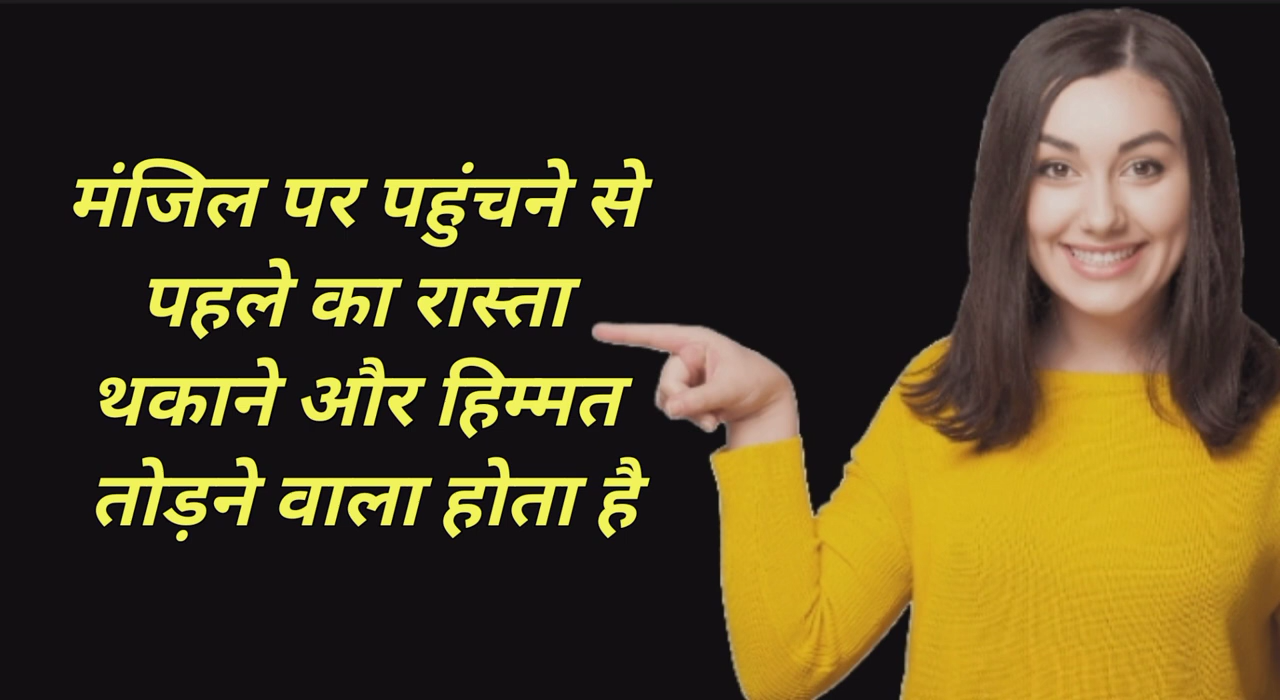 मंजिल पर पहुंचने से
पहले का रास्ता
थकाने और हिम्मत
तोड़ने वाला होता है